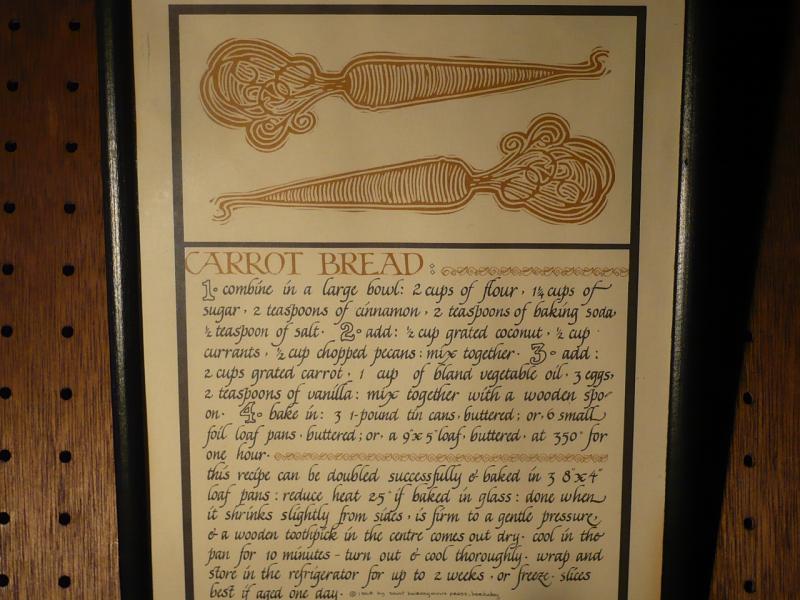 CARROT BREAD:
1. combine in a large bowl: 2 cups of flour, 1¼ cups of
sugar, 2 teaspoons of cinnamon, 2 teaspoons of baking soda,
½ teaspoon of salt. 2. add: ½ cup grated coconut, ½ cup
currants, ½ cup chopped pecans: mix together. 3. add:
2 cups grated carrot, 1 cup of bland vegetable oil, 3 eggs,
2 teaspoons of vanilla: mix together with a wooden spo-
on. 4. bake in: 3 1-pound tin cans, buttered; or, 6 small
foil loaf pans, buttered; or, a 9"x5" loaf, buttered, at 350° for
one hour.
this recipe can be doubled successfully & baked in 3 8"x4"
loaf pans: reduce heat 25° if baked in glass: done when
it shrinks slightly from sides, is firm to a gentle pressure,
& a wooden toothpick in the centre comes out dry. cool in the
pan for 10 minutes - turn out & cool thoroughly. wrap and
store in the refrigerator for up to 2 weeks, or freeze. slices
best if aged one day. © by saint hieronymous press, berkeley